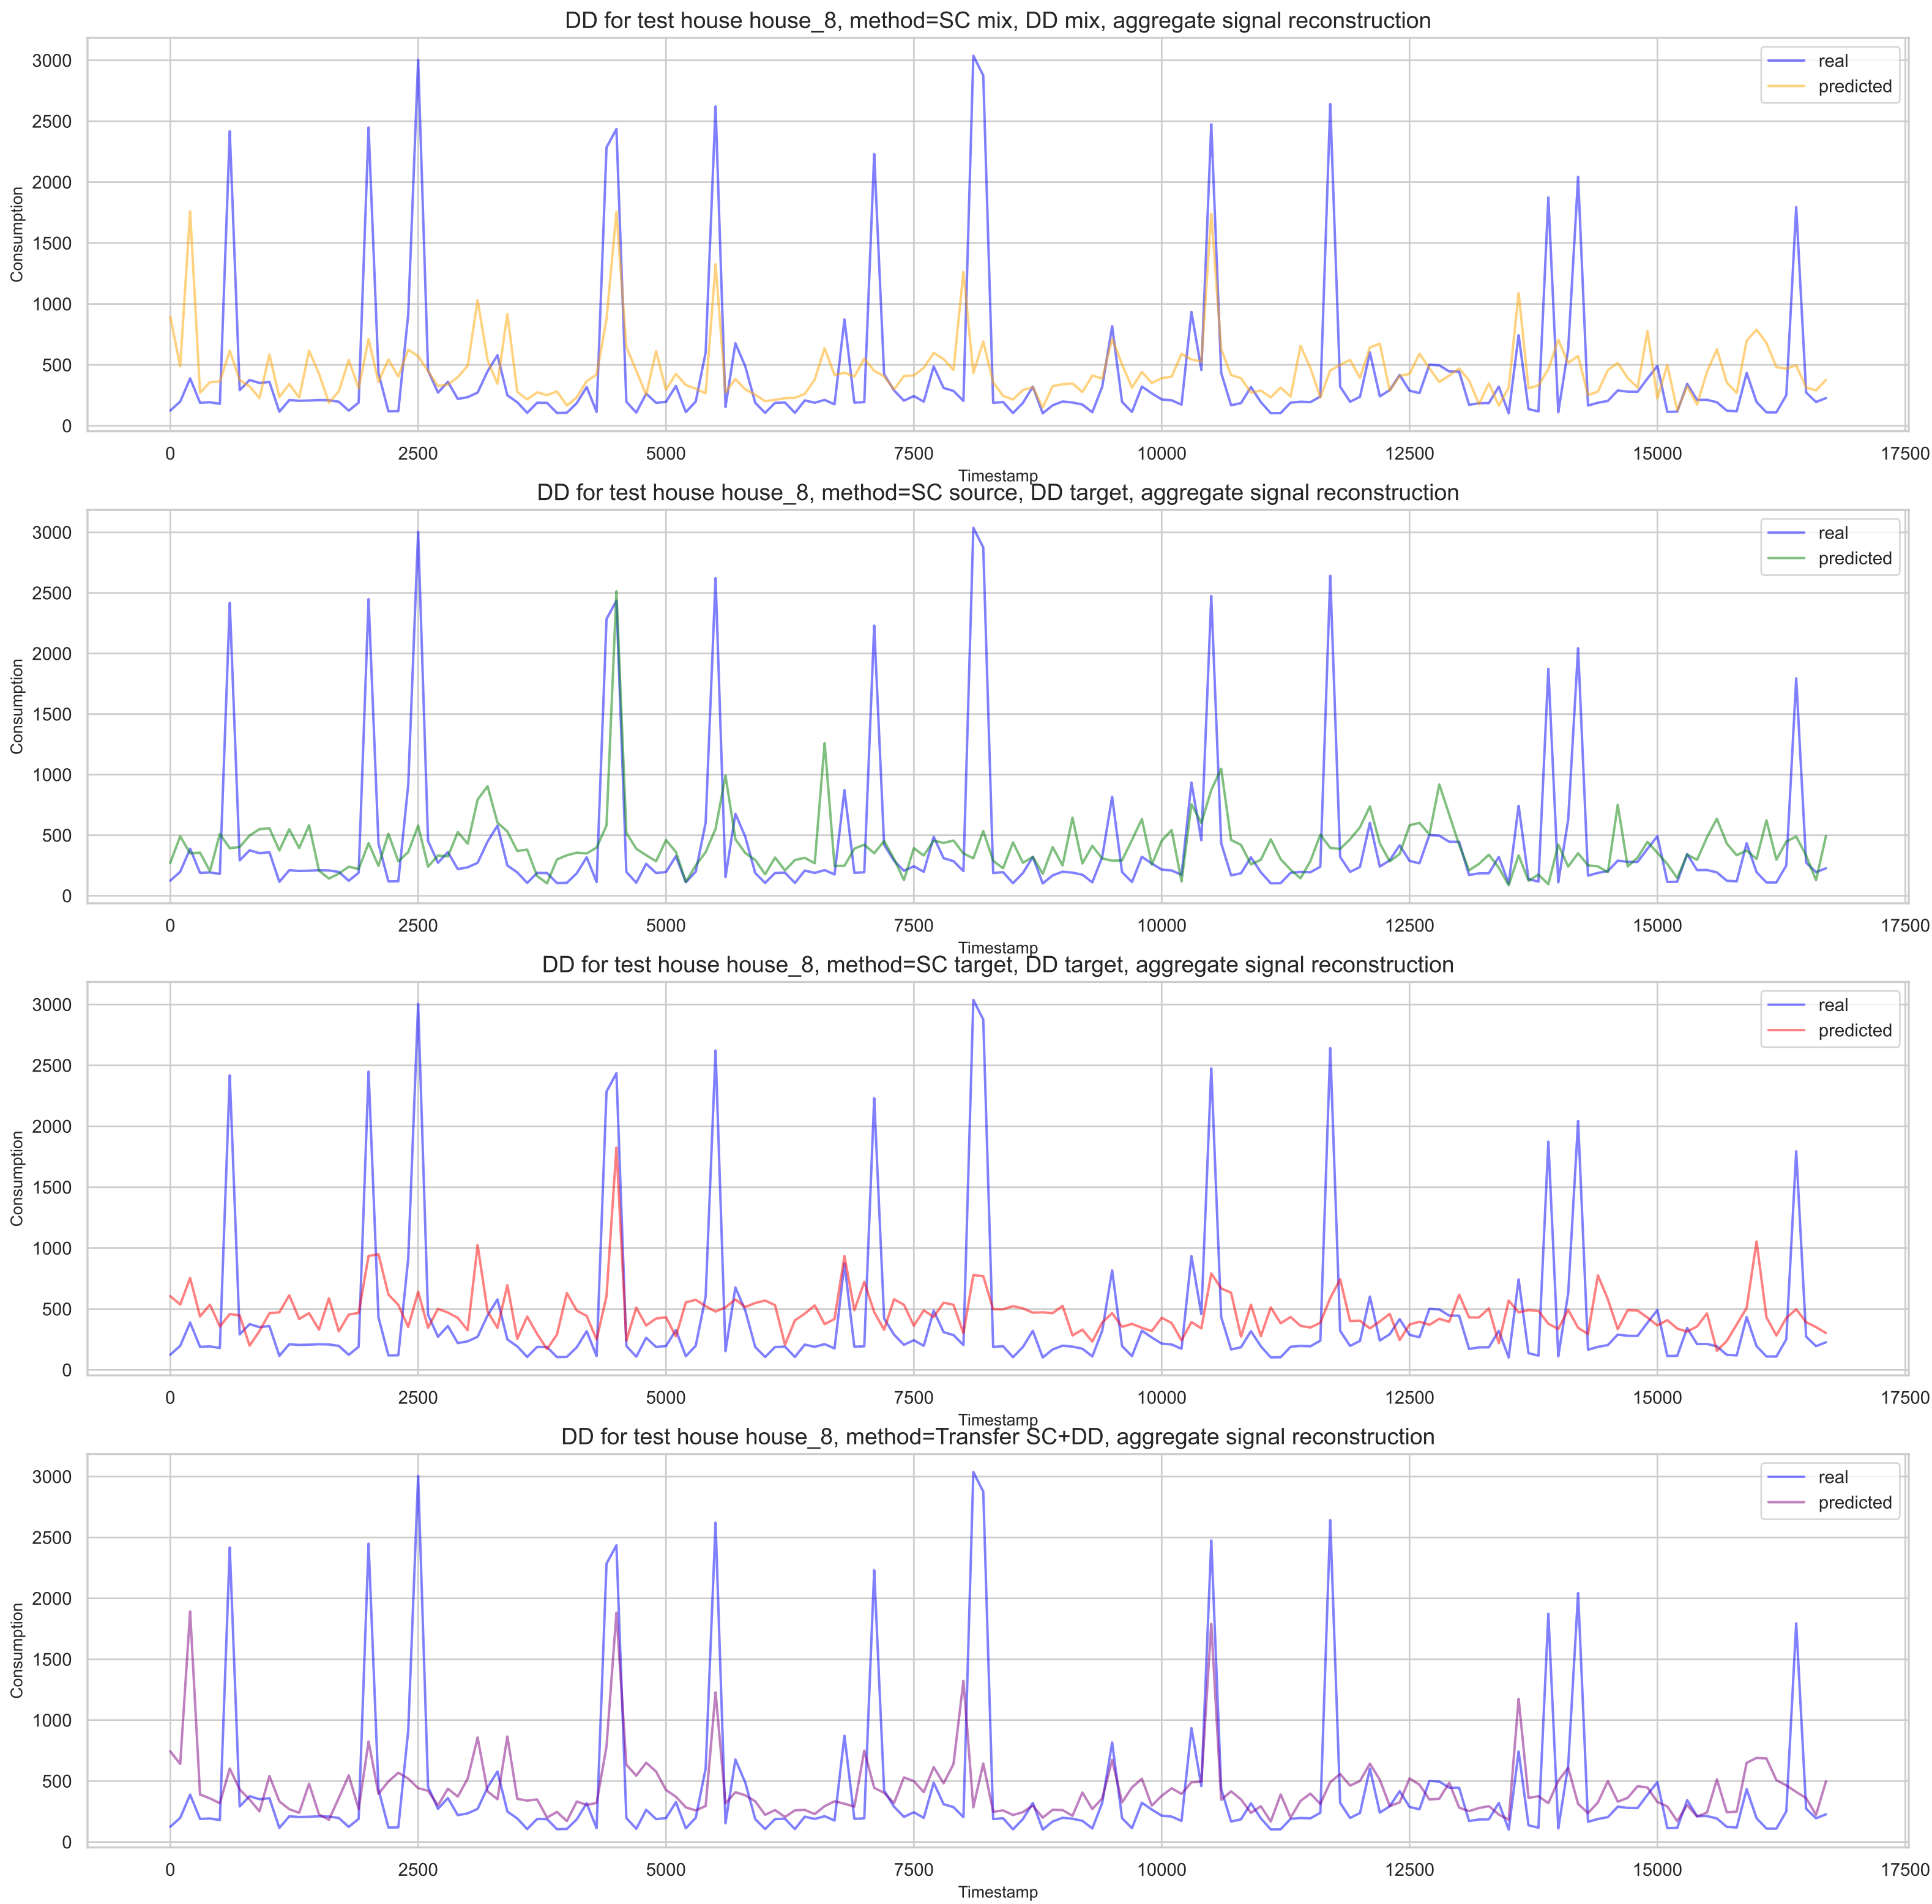 DD for test house house_8, method=SC mix, DD mix, aggregate signal reconstruction
3000
2500
2000
1500
1000
500
0
Consumption
real
predicted
0 2500 5000 7500 10000 12500 15000 17500
Timestamp
DD for test house house_8, method=SC source, DD target, aggregate signal reconstruction
3000
2500
2000
1500
1000
500
0
Consumption
real
predicted
0 2500 5000 7500 10000 12500 15000 17500
Timestamp
DD for test house house_8, method=SC target, DD target, aggregate signal reconstruction
3000
2500
2000
1500
1000
500
0
Consumption
real
predicted
0 2500 5000 7500 10000 12500 15000 17500
Timestamp
DD for test house house_8, method=Transfer SC+DD, aggregate signal reconstruction
3000
2500
2000
1500
1000
500
0
Consumption
real
predicted
0 2500 5000 7500 10000 12500 15000 17500
Timestamp